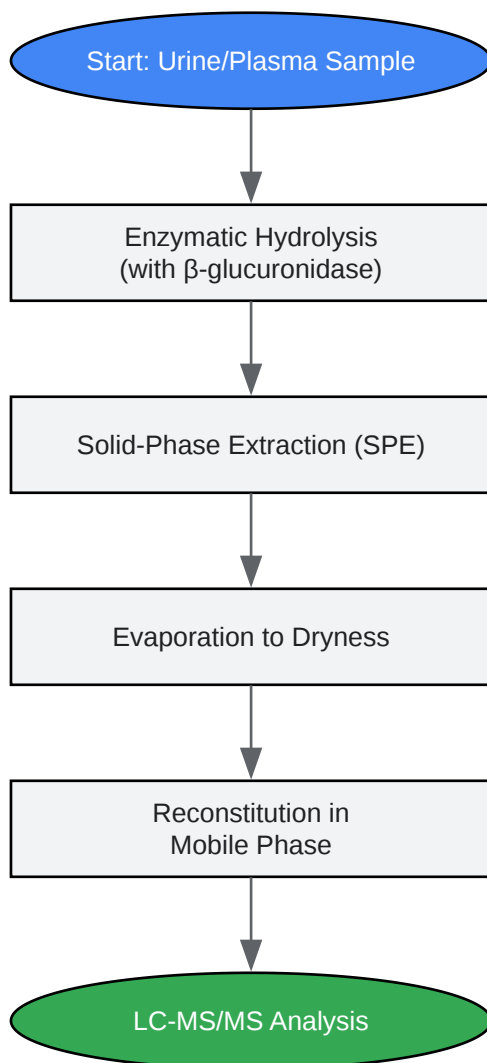 Start: Urine/Plasma Sample
Enzymatic Hydrolysis
(with β-glucuronidase)
Solid-Phase Extraction (SPE)
Evaporation to Dryness
Reconstitution in
Mobile Phase
LC-MS/MS Analysis